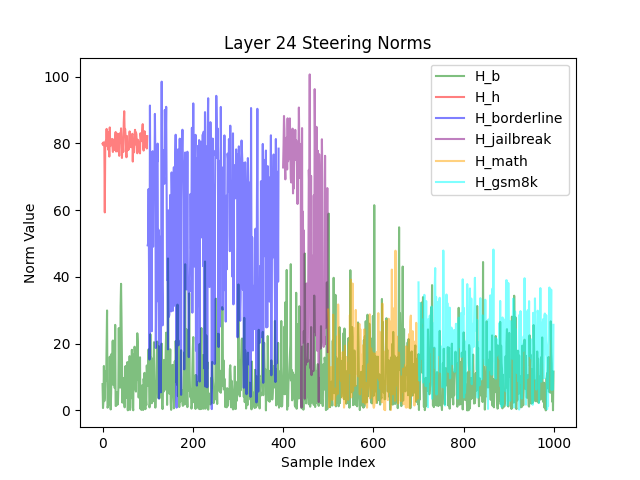 Layer 24 Steering Norms
Norm Value
100
80
60
40
20
0
H_b
H_h
H_borderline
H_jailbreak
H_math
H_gsm8k
0 200 400 600 800 1000
Sample Index